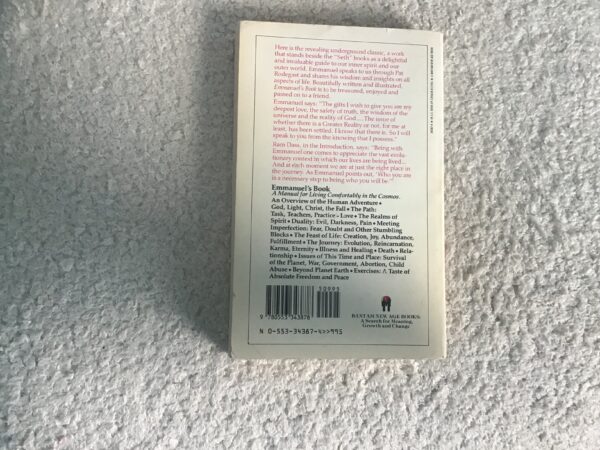 Here is the revealing underground classic, a work
that stands beside the "Seth" books as a delightful
and invaluable guide to our inner spirit and our
outer world. Emmanuel speaks to us through Pat
Rodegast and shares his wisdom and insights on all
aspects of life. Beautifully written and illustrated,
Emmanuel's Book is to be treasured, enjoyed and
passed on to a friend.
Emmanuel says: "The gifts I wish to give you are my
deepest love, the safety of truth, the wisdom of the
universe and the reality of God . . . The issue of
whether there is a Greater Reality or not, for me at
least, has been settled. I know that there is. So I will
speak to you from the knowing that I possess."
Ram Dass, in the Introduction, says: "Being with
Emmanuel one comes to appreciate the vast evolu-
tionary context in which our lives are being lived...
And at each moment we are at just the right place in
the journey. As Emmanuel points out, 'Who you are
is a necessary step to being who you will be.'"
Emmanuel's Book
A Manual for Living Comfortably in the Cosmos
An Overview of the Human Adventure •
God, Light, Christ, the Fall • The Path:
Task, Teachers, Practice • Love • The Realms of
Spirit • Duality: Evil, Darkness, Pain • Meeting
Imperfection: Fear, Doubt and Other Stumbling
Blocks • The Feast of Life: Creation, Joy, Abundance,
Fulfillment • The Journey: Evolution, Reincarnation,
Karma, Eternity • Illness and Healing • Death • Rela-
tionship • Issues of This Time and Place: Survival
of the Planet, War, Government, Abortion, Child
Abuse • Beyond Planet Earth • Exercises: A Taste of
Absolute Freedom and Peace
50995
9 780553 343878
N 0-553-34387-4>>995
BANTAM NEW AGE BOOKS:
A Search for Meaning,
Growth and Change